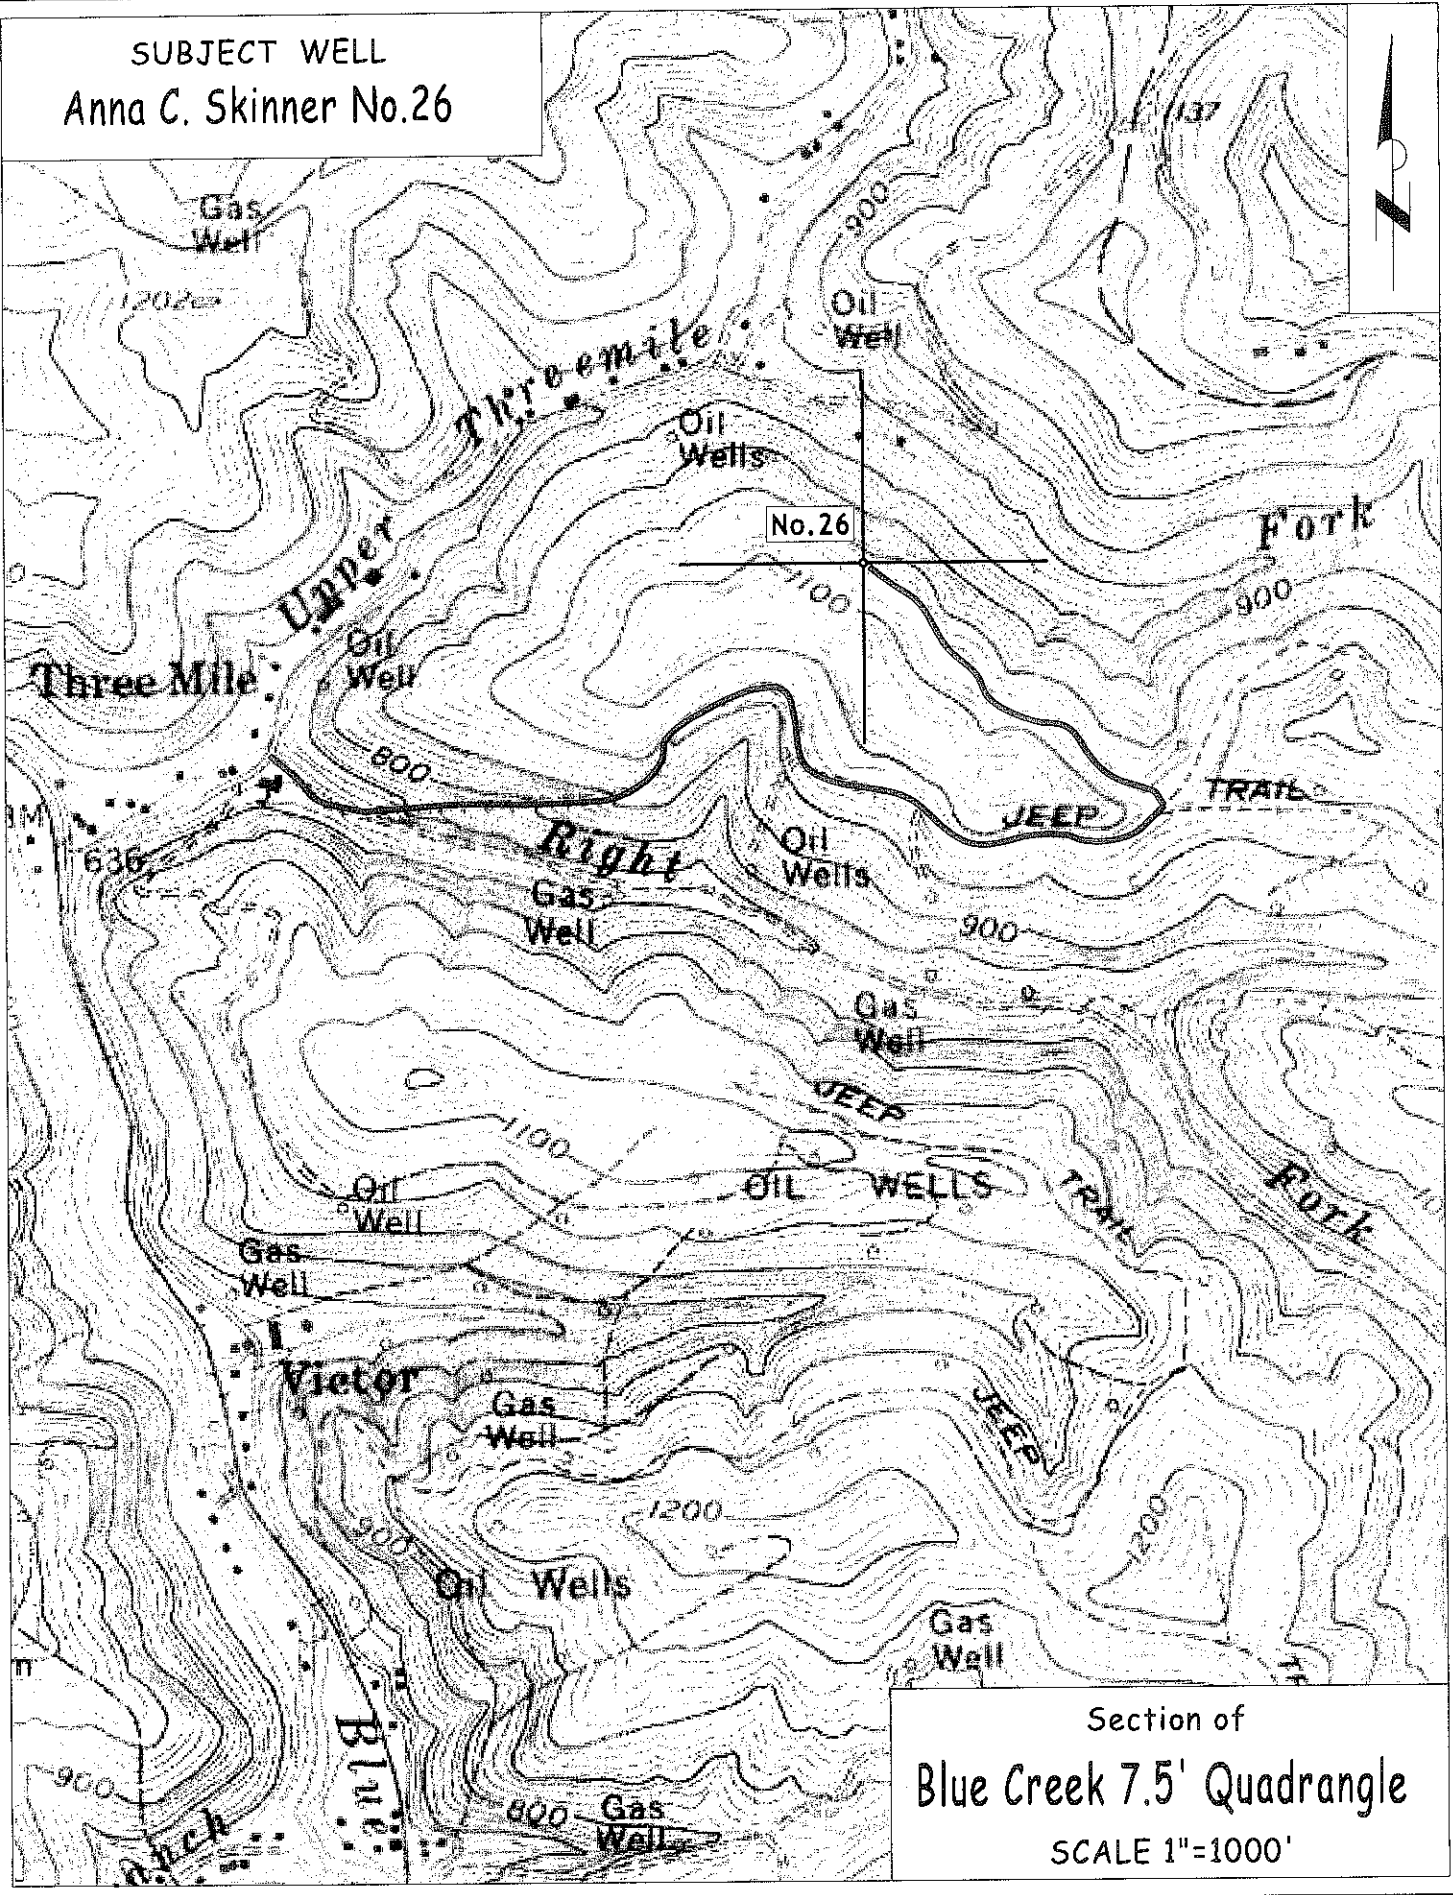 SUBJECT WELL
Anna C. Skinner No.26
137
Gas
Well
900
1202
Oil
Well
Threemile
Oil
Wells
No.26
Fork
Upper
1100
900
Oil
Well
Three Mile
800
TRAIL
JEEP
BM
636
Right
Oil
Wells
Gas
Well
900
Gas
Well
JEEP
1100
OIL WELLS
TRAIL
Fork
Oil
Well
Gas
Well
Victor
Gas
Well
JEEP
1200
1200
900
Oil Wells
Gas
Well
Blue
900
800
Gas
Well
Section of
Blue Creek 7.5' Quadrangle
SCALE 1"=1000'